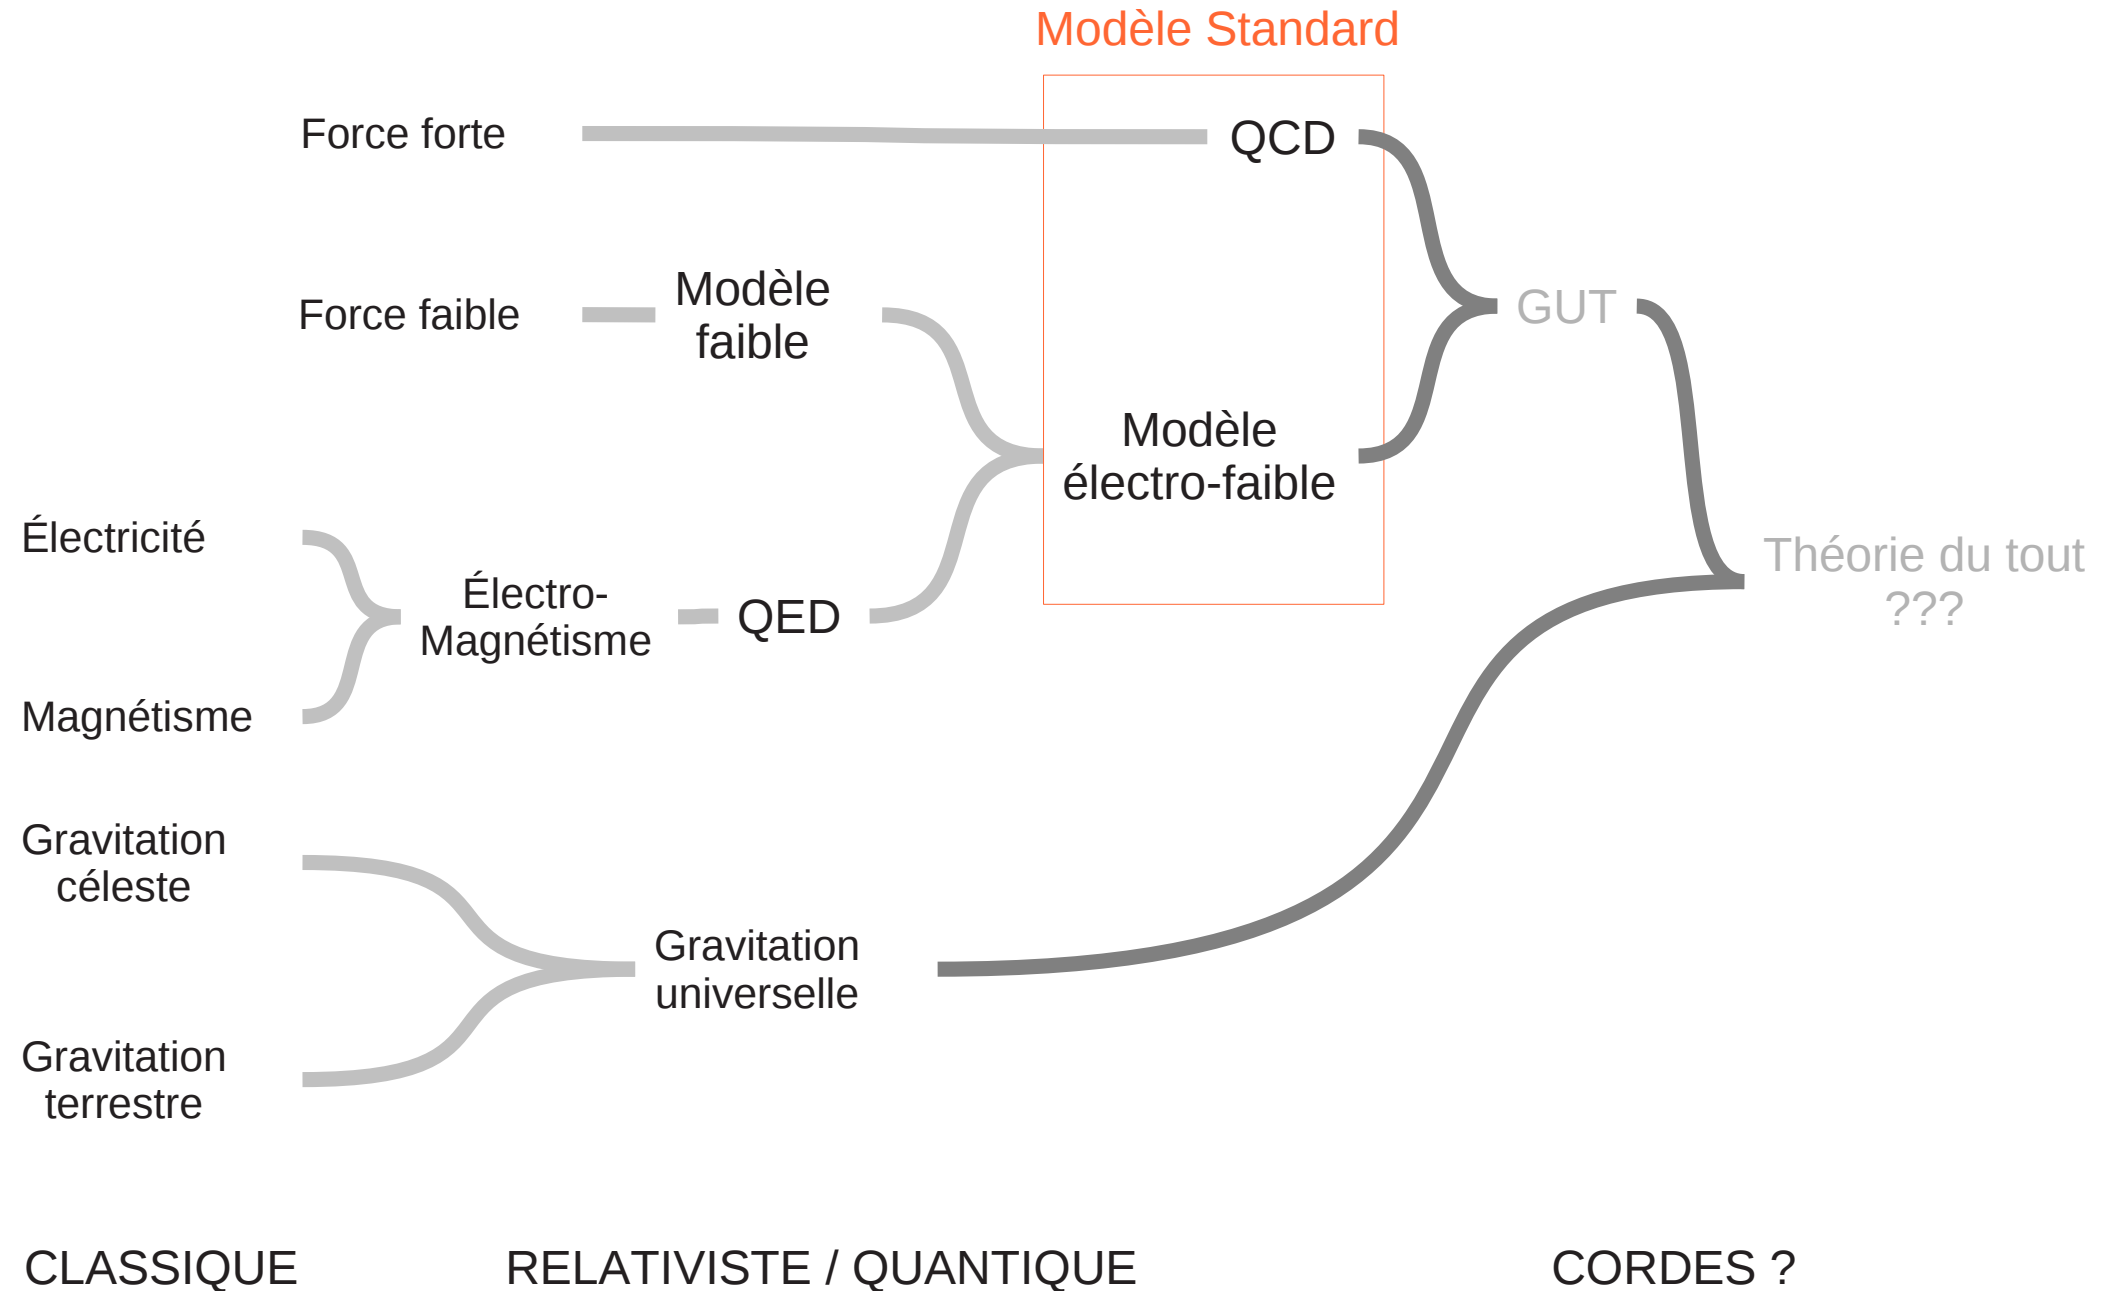 Modèle Standard
Force forte
QCD
Force faible
Modèle
faible
GUT
Modèle
électro-faible
Électricité
Électro-
Magnétisme
QED
Théorie du tout
???
Magnétisme
Gravitation
céleste
Gravitation
universelle
Gravitation
terrestre
CLASSIQUE
RELATIVISTE / QUANTIQUE
CORDES ?